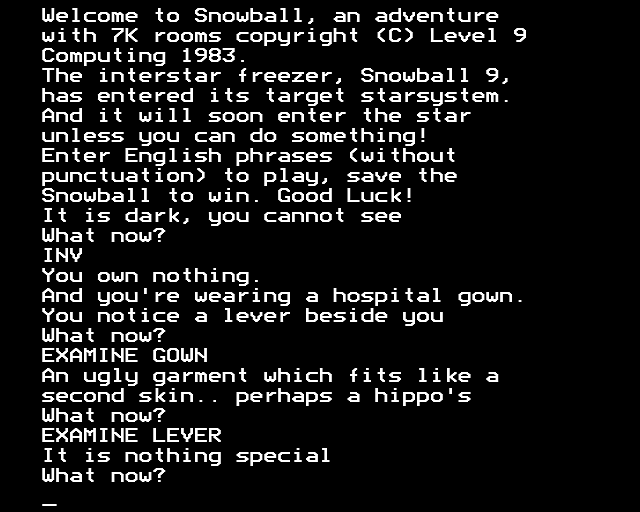 Welcome to Snowball, an adventure
with 7K rooms copyright (C) Level 9
Computing 1983.
The interstar freezer, Snowball 9,
has entered its target starsystem.
And it will soon enter the star
unless you can do something!
Enter English phrases (without
punctuation) to play, save the
Snowball to win. Good Luck!
It is dark, you cannot see
What now?
INV
You own nothing.
And you're wearing a hospital gown.
You notice a lever beside you
What now?
EXAMINE GOWN
An ugly garment which fits like a
second skin.. perhaps a hippo's
What now?
EXAMINE LEVER
It is nothing special
What now?
_